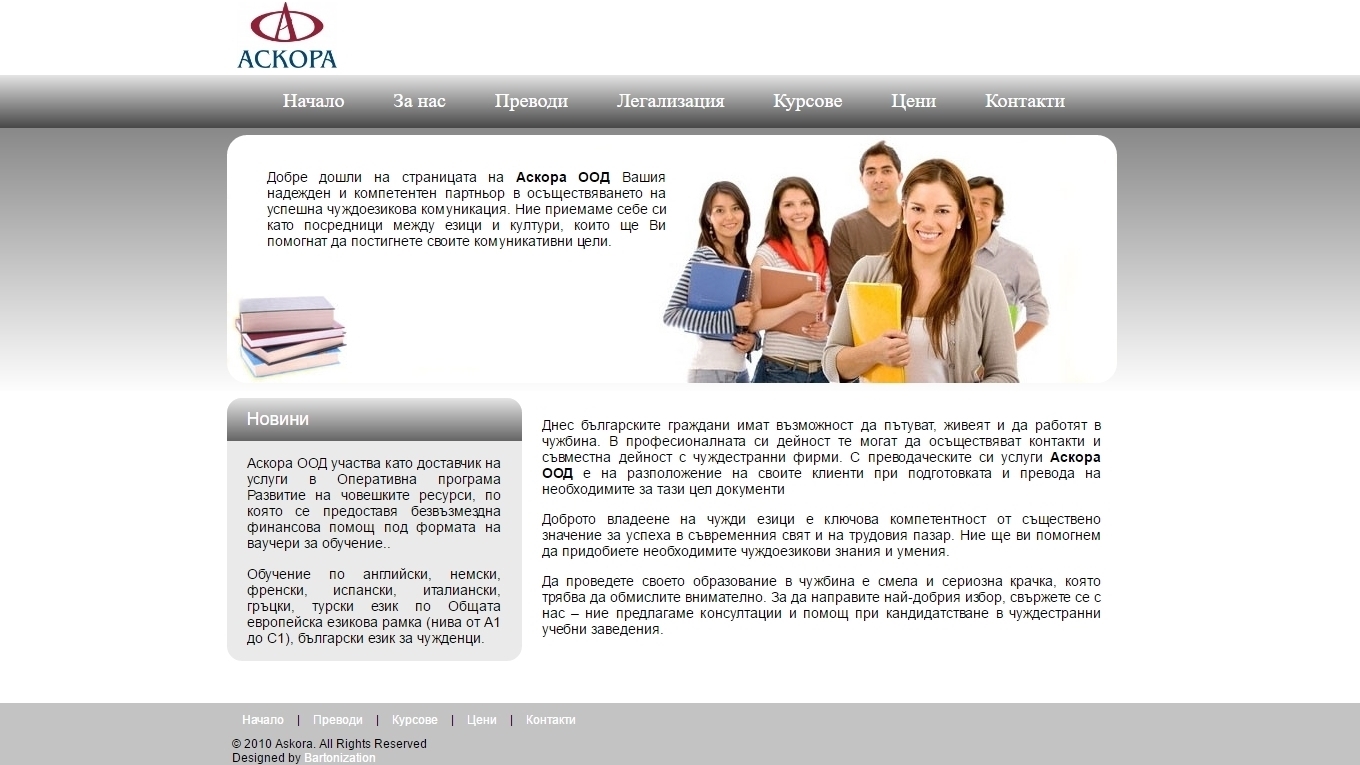 АСКОРА
Начало За нас Преводи Легализация Курсове Цени Контакти
Добре дошли на страницата на Аскора ООД Вашия
надежден и компетентен партньор в осъществяването на
успешна чуждоезикова комуникация. Ние приемаме себе си
като посредници между езици и култури, които ще Ви
помогнат да постигнете своите комуникативни цели.
Новини
Аскора ООД участва като доставчик на
услуги в Оперативна програма
Развитие на човешките ресурси, по
която се предоставя безвъзмездна
финансова помощ под формата на
ваучери за обучение..
Обучение по английски, немски,
френски, испански, италиански,
гръцки, турски език по Общата
европейска езикова рамка (нива от А1
до С1), български език за чужденци.
Днес българските граждани имат възможност да пътуват, живеят и да работят в
чужбина. В професионалната си дейност те могат да осъществяват контакти и
съвместна дейност с чуждестранни фирми. С преводаческите си услуги Аскора
ООД е на разположение на своите клиенти при подготовката и превода на
необходимите за тази цел документи
Доброто владеене на чужди езици е ключова компетентност от съществено
значение за успеха в съвременния свят и на трудовия пазар. Ние ще ви помогнем
да придобиете необходимите чуждоезикови знания и умения.
Да проведете своето образование в чужбина е смела и сериозна крачка, която
трябва да обмислите внимателно. За да направите най-добрия избор, свържете се с
нас – ние предлагаме консултации и помощ при кандидатстване в чуждестранни
учебни заведения.
Начало | Преводи | Курсове | Цени | Контакти
© 2010 Askora. All Rights Reserved
Designed by Bartonization